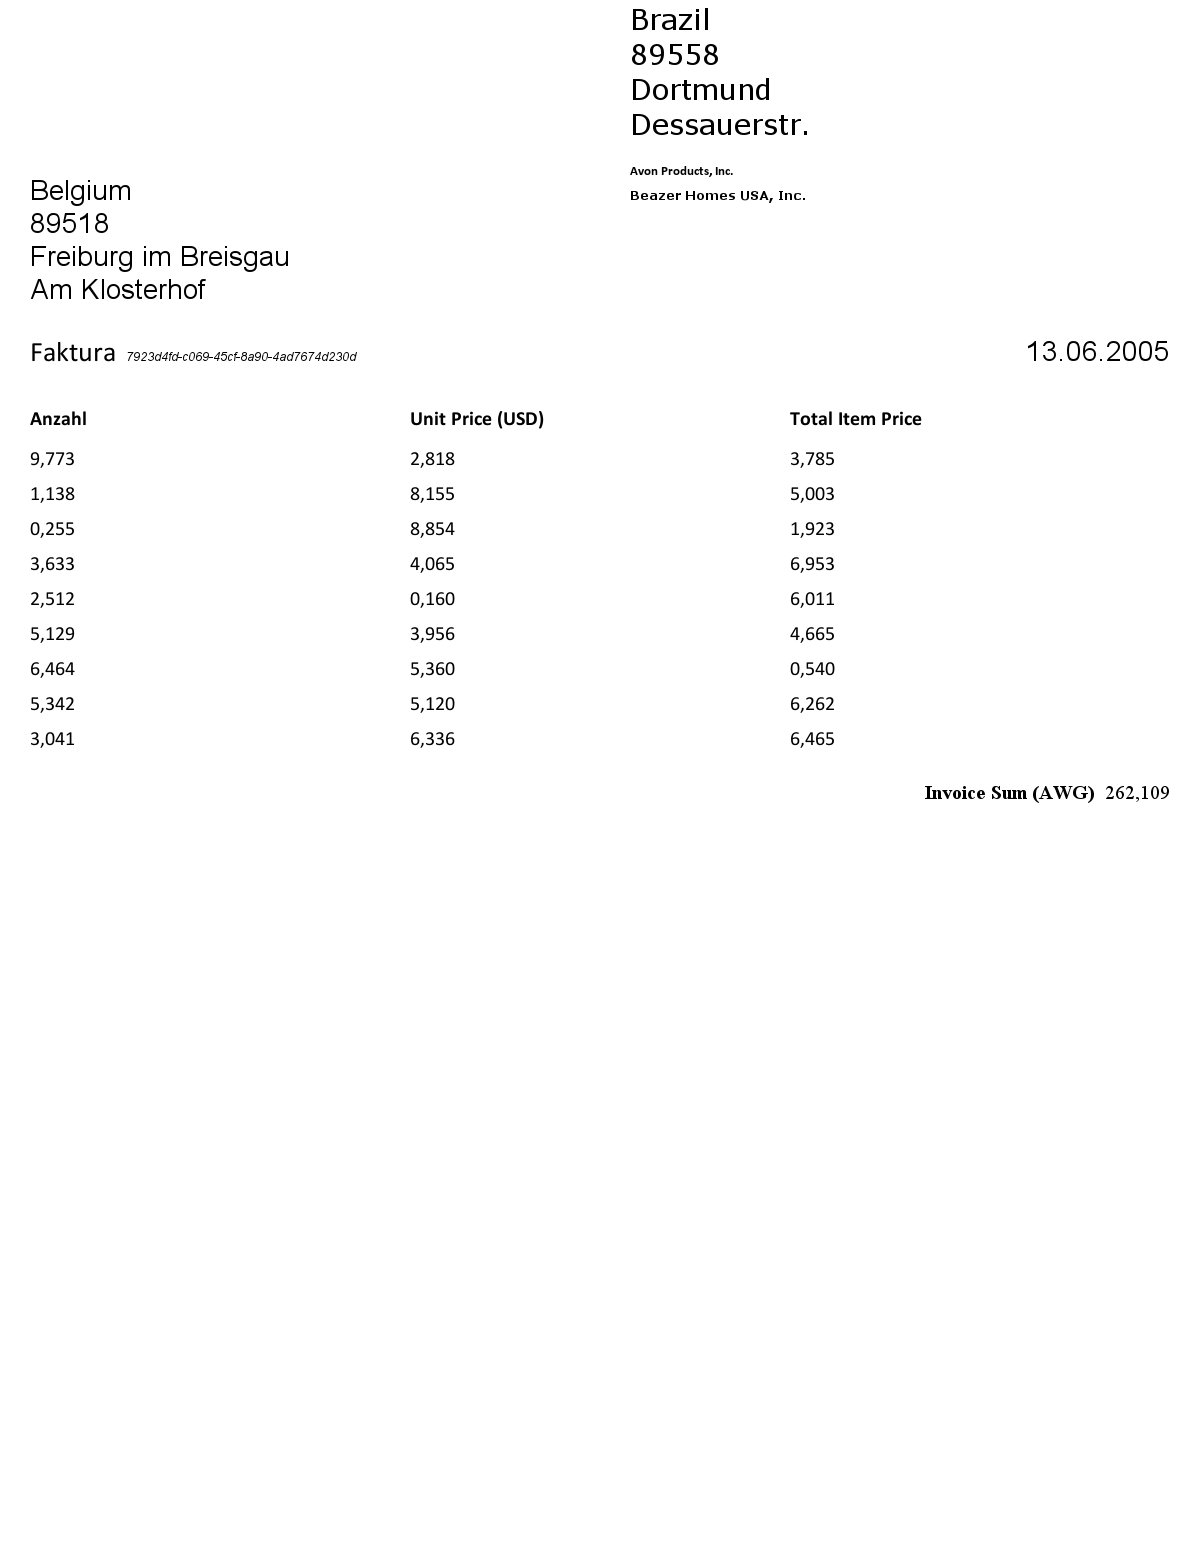 Brazil
89558
Dortmund
Dessauerstr.
Avon Products, Inc.
Beazer Homes USA, Inc.
Belgium
89518
Freiburg im Breisgau
Am Klosterhof
Faktura 7923d4fd-c069-45cf-8a90-4ad7674d230d 13.06.2005
Anzahl Unit Price (USD) Total Item Price
9,773 2,818 3,785
1,138 8,155 5,003
0,255 8,854 1,923
3,633 4,065 6,953
2,512 0,160 6,011
5,129 3,956 4,665
6,464 5,360 0,540
5,342 5,120 6,262
3,041 6,336 6,465
Invoice Sum (AWG) 262,109